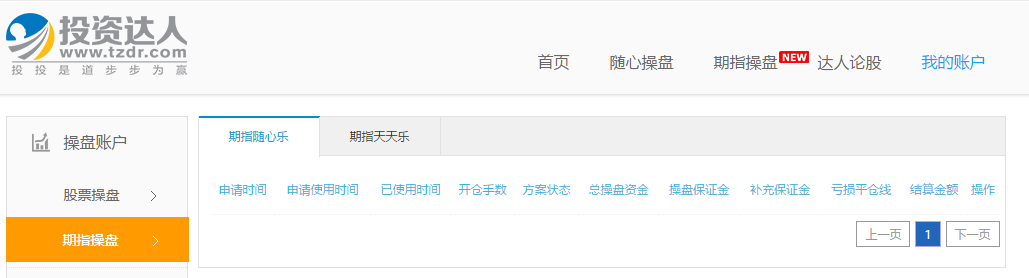 投资达人
www.tzdr.com
投投是道步步为赢
首页 随心操盘 期指操盘 NEW 达人论股 我的账户
操盘账户
股票操盘
期指操盘
期指随心乐 期指天天乐
申请时间 申请使用时间 已使用时间 开仓手数 方案状态 总操盘资金 操盘保证金 补充保证金 亏损平仓线 结算金额 操作
上一页 1 下一页